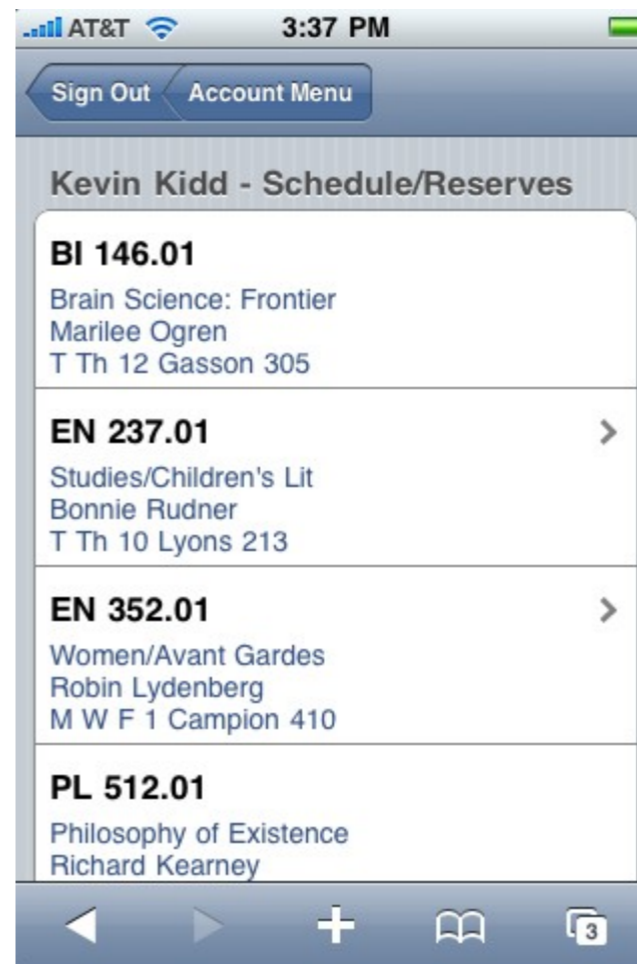 AT&T 3:37 PM
Sign Out Account Menu
Kevin Kidd - Schedule/Reserves
BI 146.01
Brain Science: Frontier
Marilee Ogren
T Th 12 Gasson 305
EN 237.01
Studies/Children's Lit
Bonnie Rudner
T Th 10 Lyons 213
EN 352.01
Women/Avant Gardes
Robin Lydenberg
M W F 1 Campion 410
PL 512.01
Philosophy of Existence
Richard Kearney
3